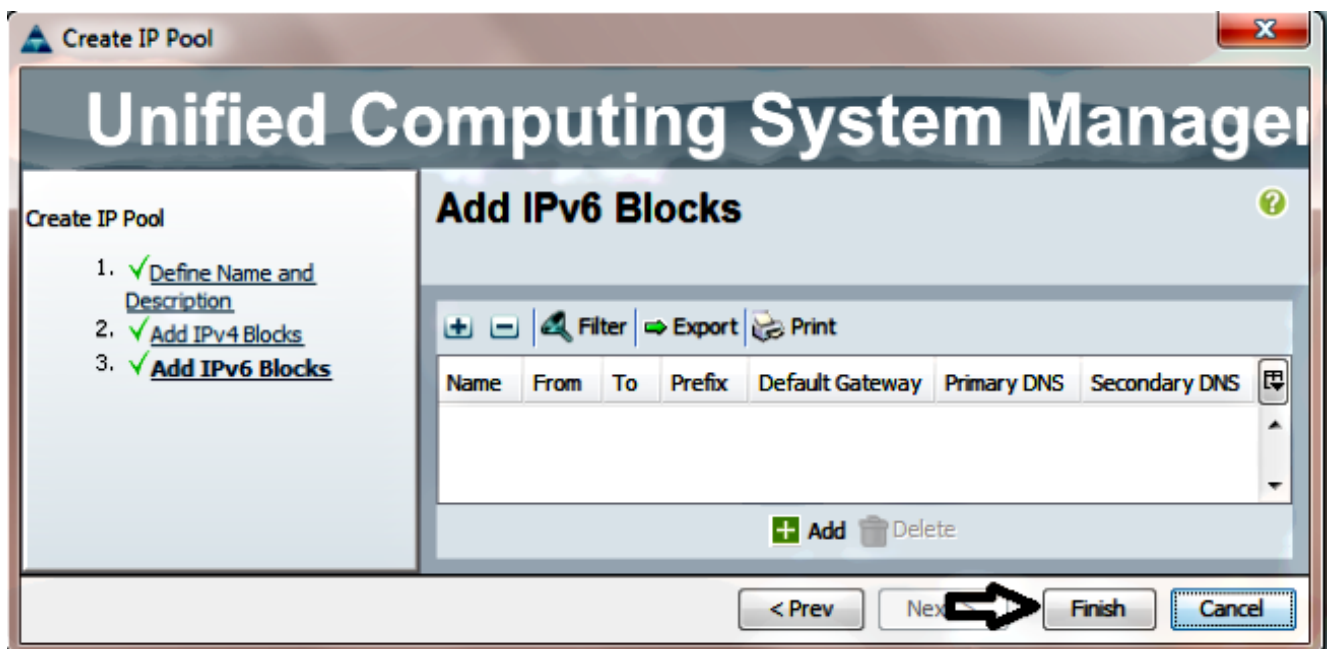 Create IP Pool
Unified Computing System Manager
Create IP Pool
1. Define Name and
Description
2. Add IPv4 Blocks
3. Add IPv6 Blocks
Add IPv6 Blocks
Filter Export Print
Name From To Prefix Default Gateway Primary DNS Secondary DNS
Add Delete
< Prev Finish Cancel